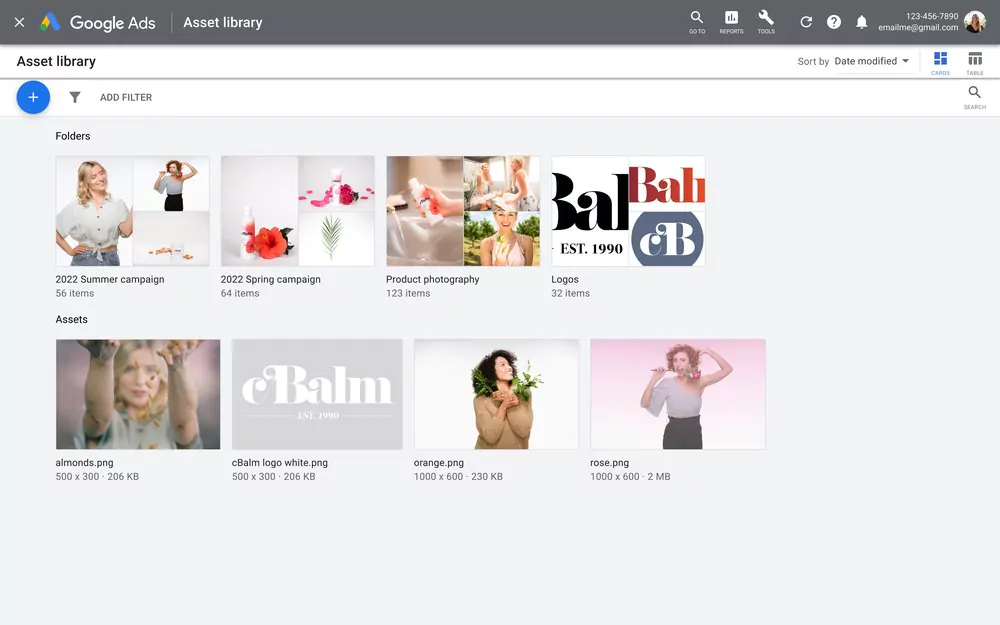 Google Ads
Asset library
GO TO
REPORTS
TOOLS
123-456-7890
emailme@gmail.com
Asset library
Sort by Date modified
CARDS
TABLE
ADD FILTER
SEARCH
Folders
Bal
EST. 1990
Balm
cB
2022 Summer campaign
56 items
2022 Spring campaign
64 items
Product photography
123 items
Logos
32 items
Assets
cBalm
EST. 1990
almonds.png
500 x 300 · 206 KB
cBalm logo white.png
500 x 300 · 206 KB
orange.png
1000 x 600 · 230 KB
rose.png
1000 x 600 · 2 MB